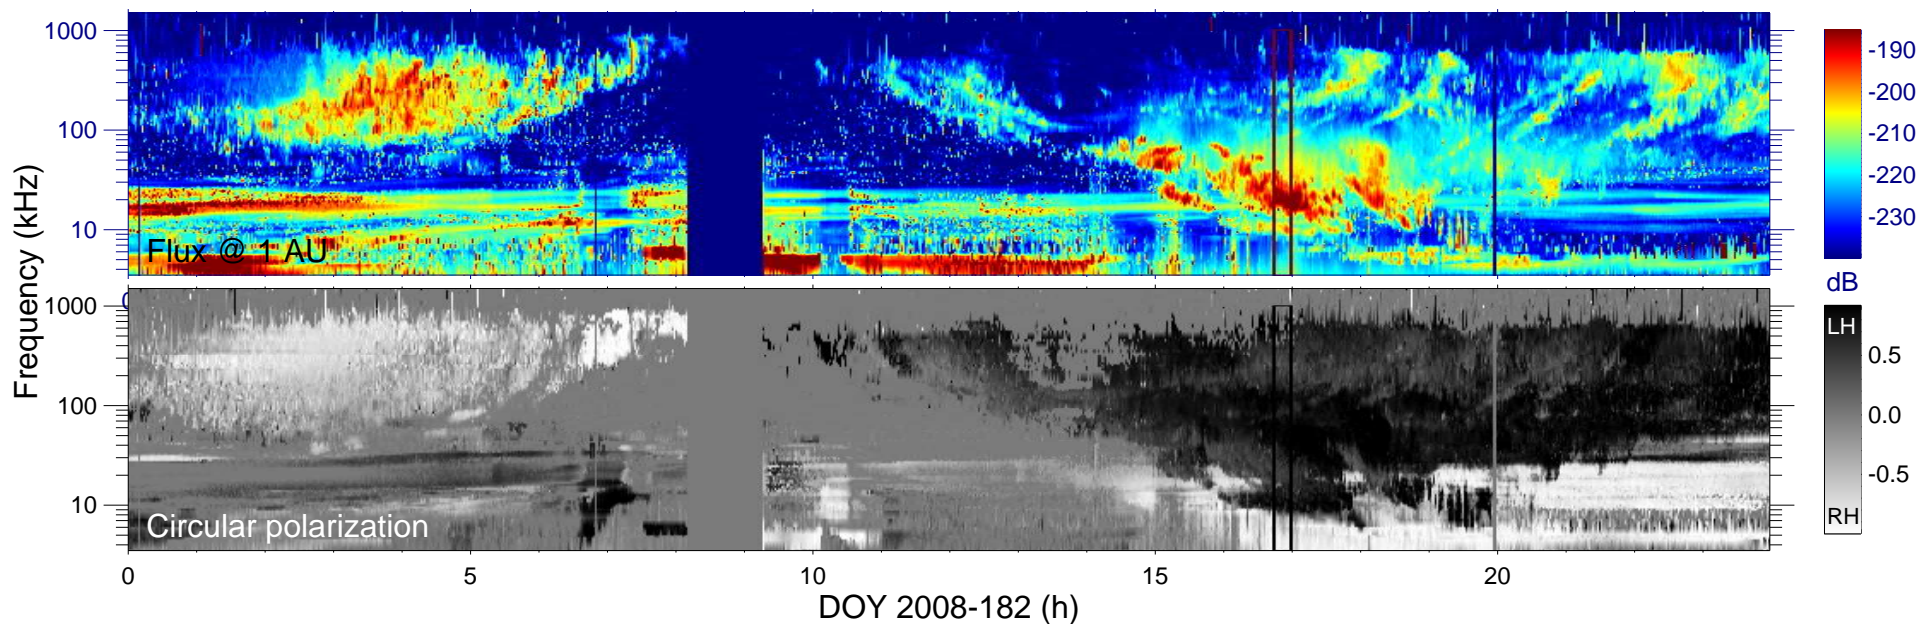 1000
100
10
Flux @ 1 AU
-190
-200
-210
-220
-230
dB
0
1000
100
10
Circular polarization
LH
0.5
0.0
-0.5
RH
0 5 10 15 20
DOY 2008-182 (h)
Frequency (kHz)